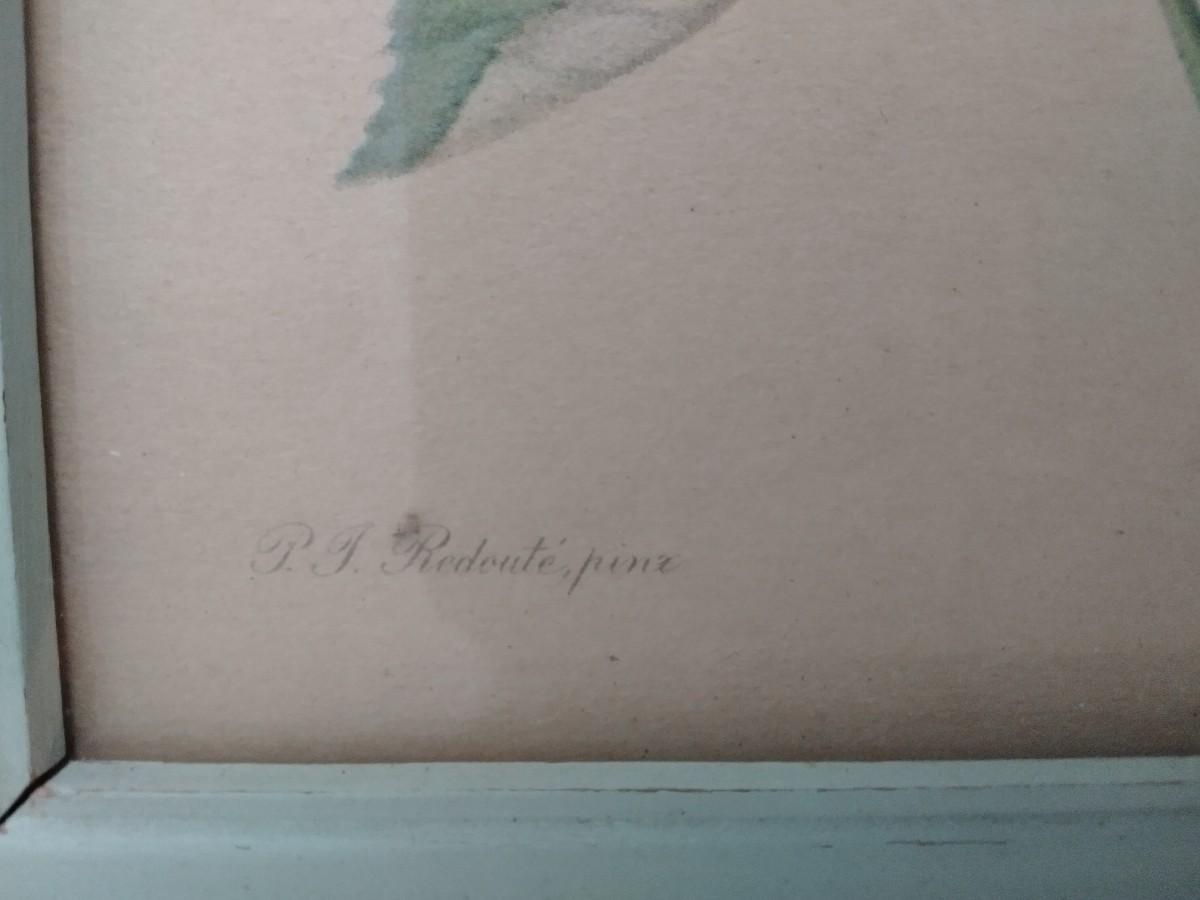 P. J. Redouté, pinx